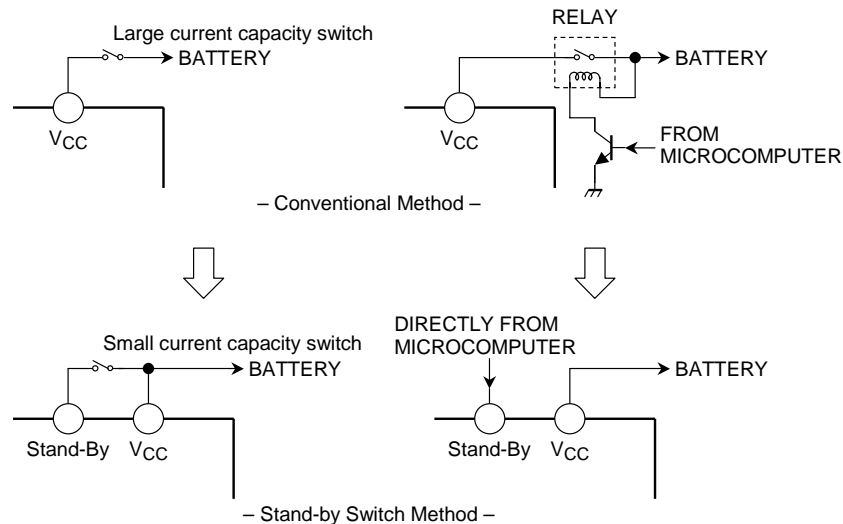 Large current capacity switch
BATTERY
VCC
RELAY
BATTERY
VCC
FROM
MICROCOMPUTER
– Conventional Method –
Small current capacity switch
BATTERY
Stand-By
VCC
DIRECTLY FROM
MICROCOMPUTER
BATTERY
Stand-By
VCC
– Stand-by Switch Method –